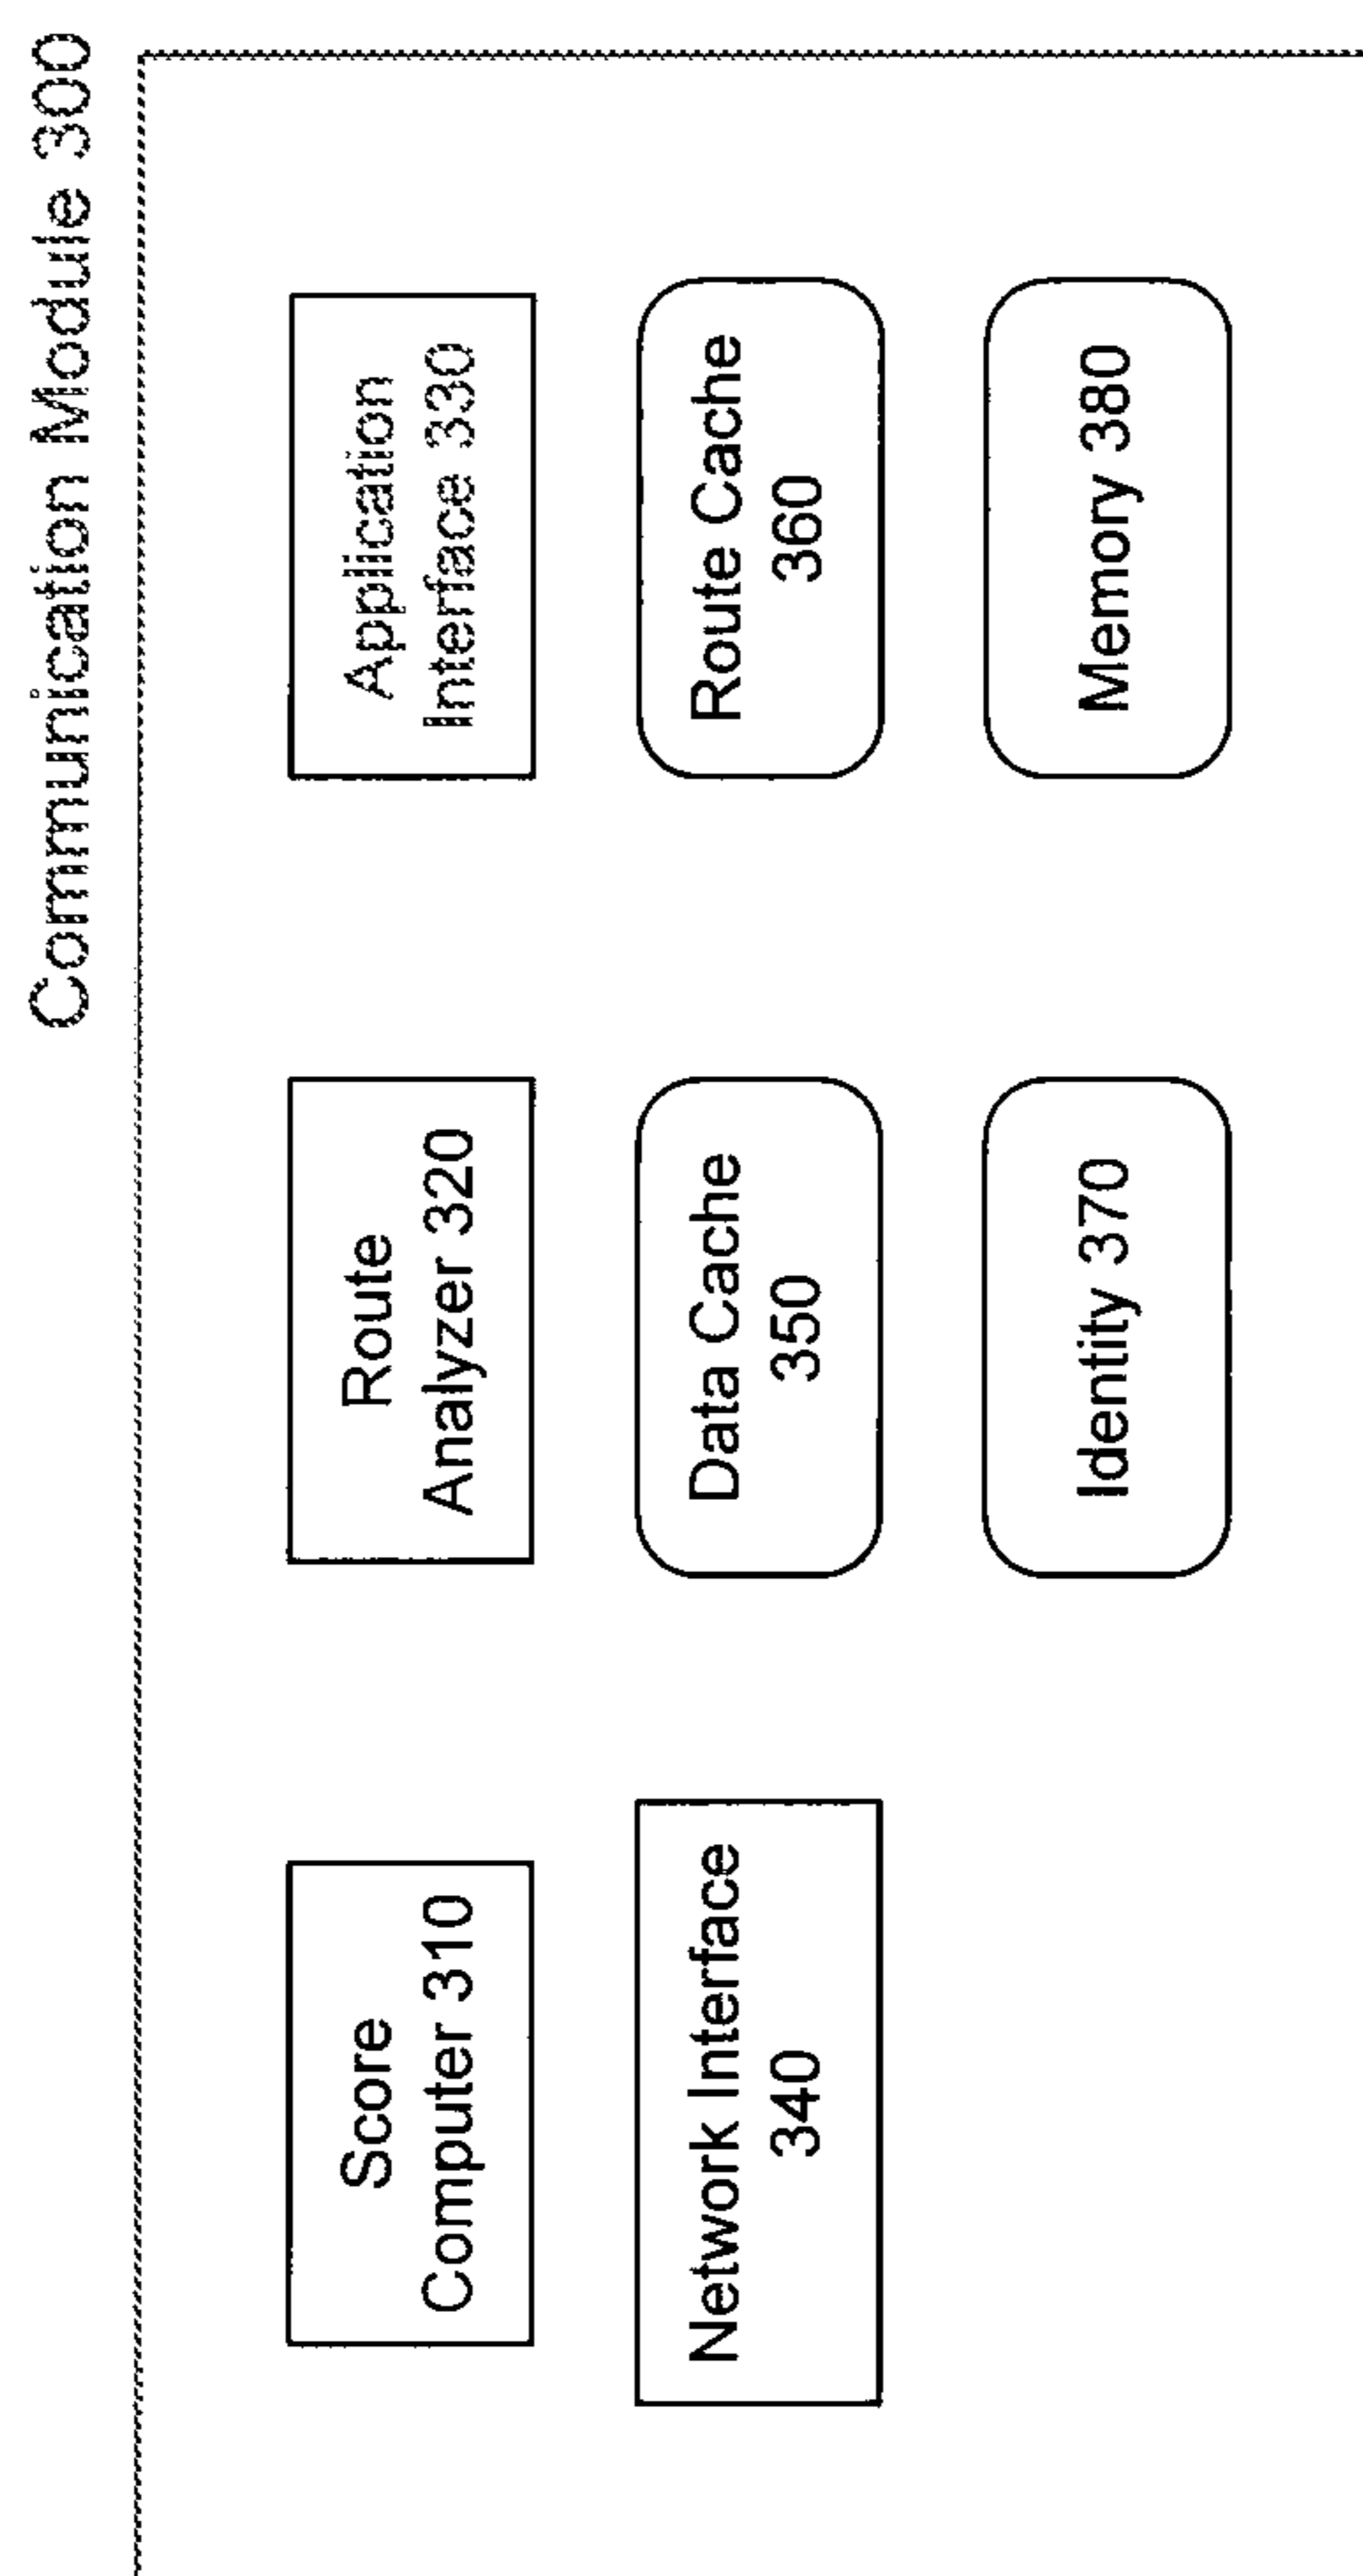 Communication Module 300
Score
Computer 310
Route
Analyzer 320
Application
Interface 330
Network Interface
340
Data Cache
350
Route Cache
360
Identity 370
Memory 380